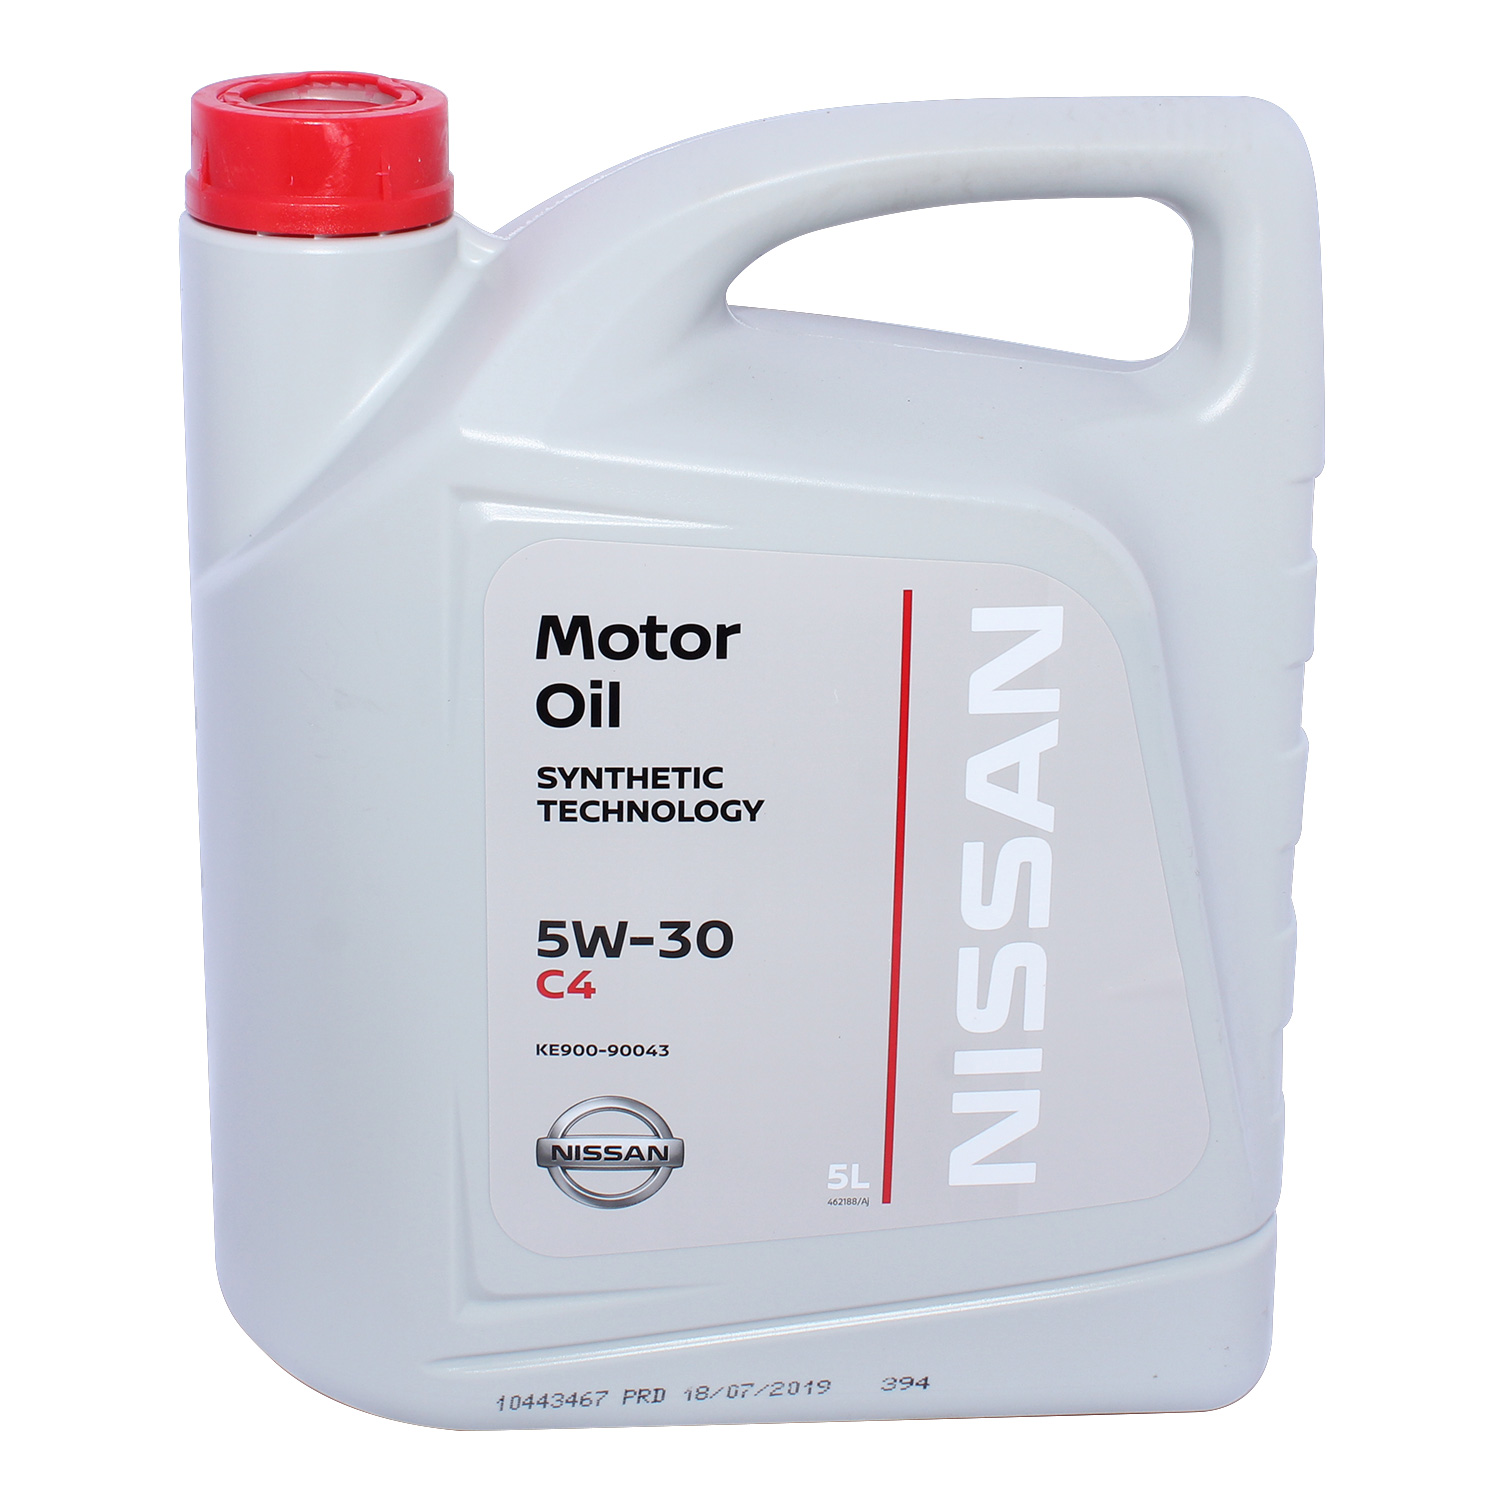 Motor
Oil
SYNTHETIC
TECHNOLOGY
5W-30
C4
KE900-90043
NISSAN
5L
462188/Aj
NISSAN
10443467 PRD 18/07/2019 394